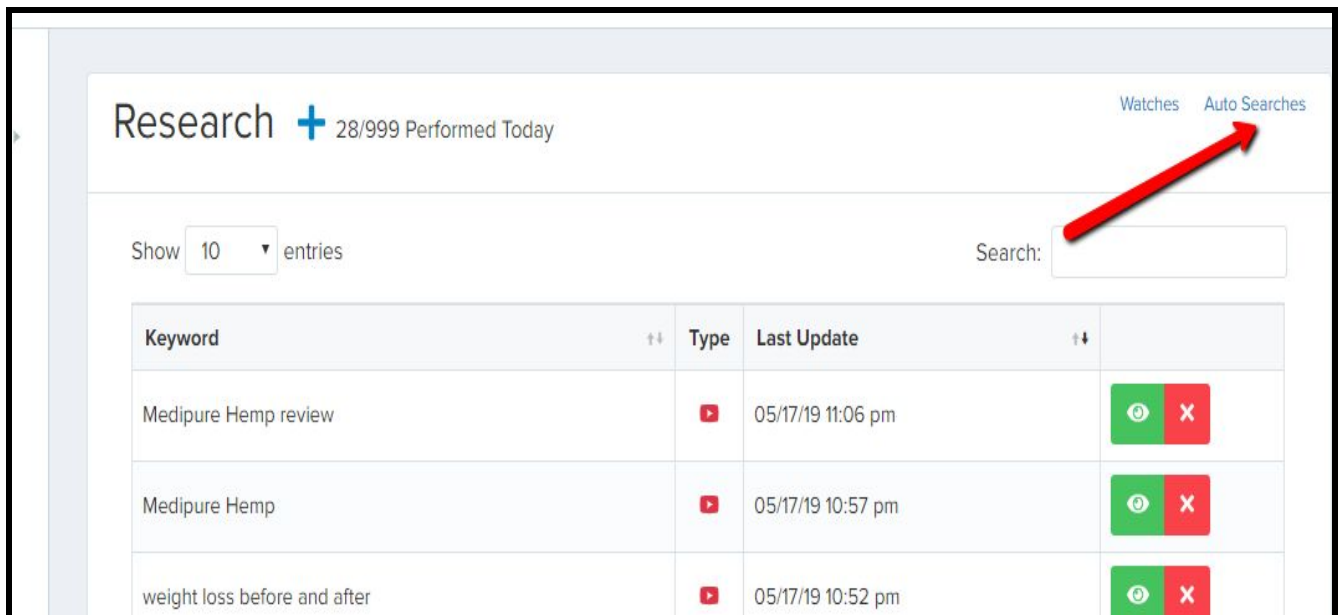 Research + 28/999 Performed Today
Watches Auto Searches
Show 10 entries
Search:
Keyword Type Last Update
Medipure Hemp review 05/17/19 11:06 pm
Medipure Hemp 05/17/19 10:57 pm
weight loss before and after 05/17/19 10:52 pm